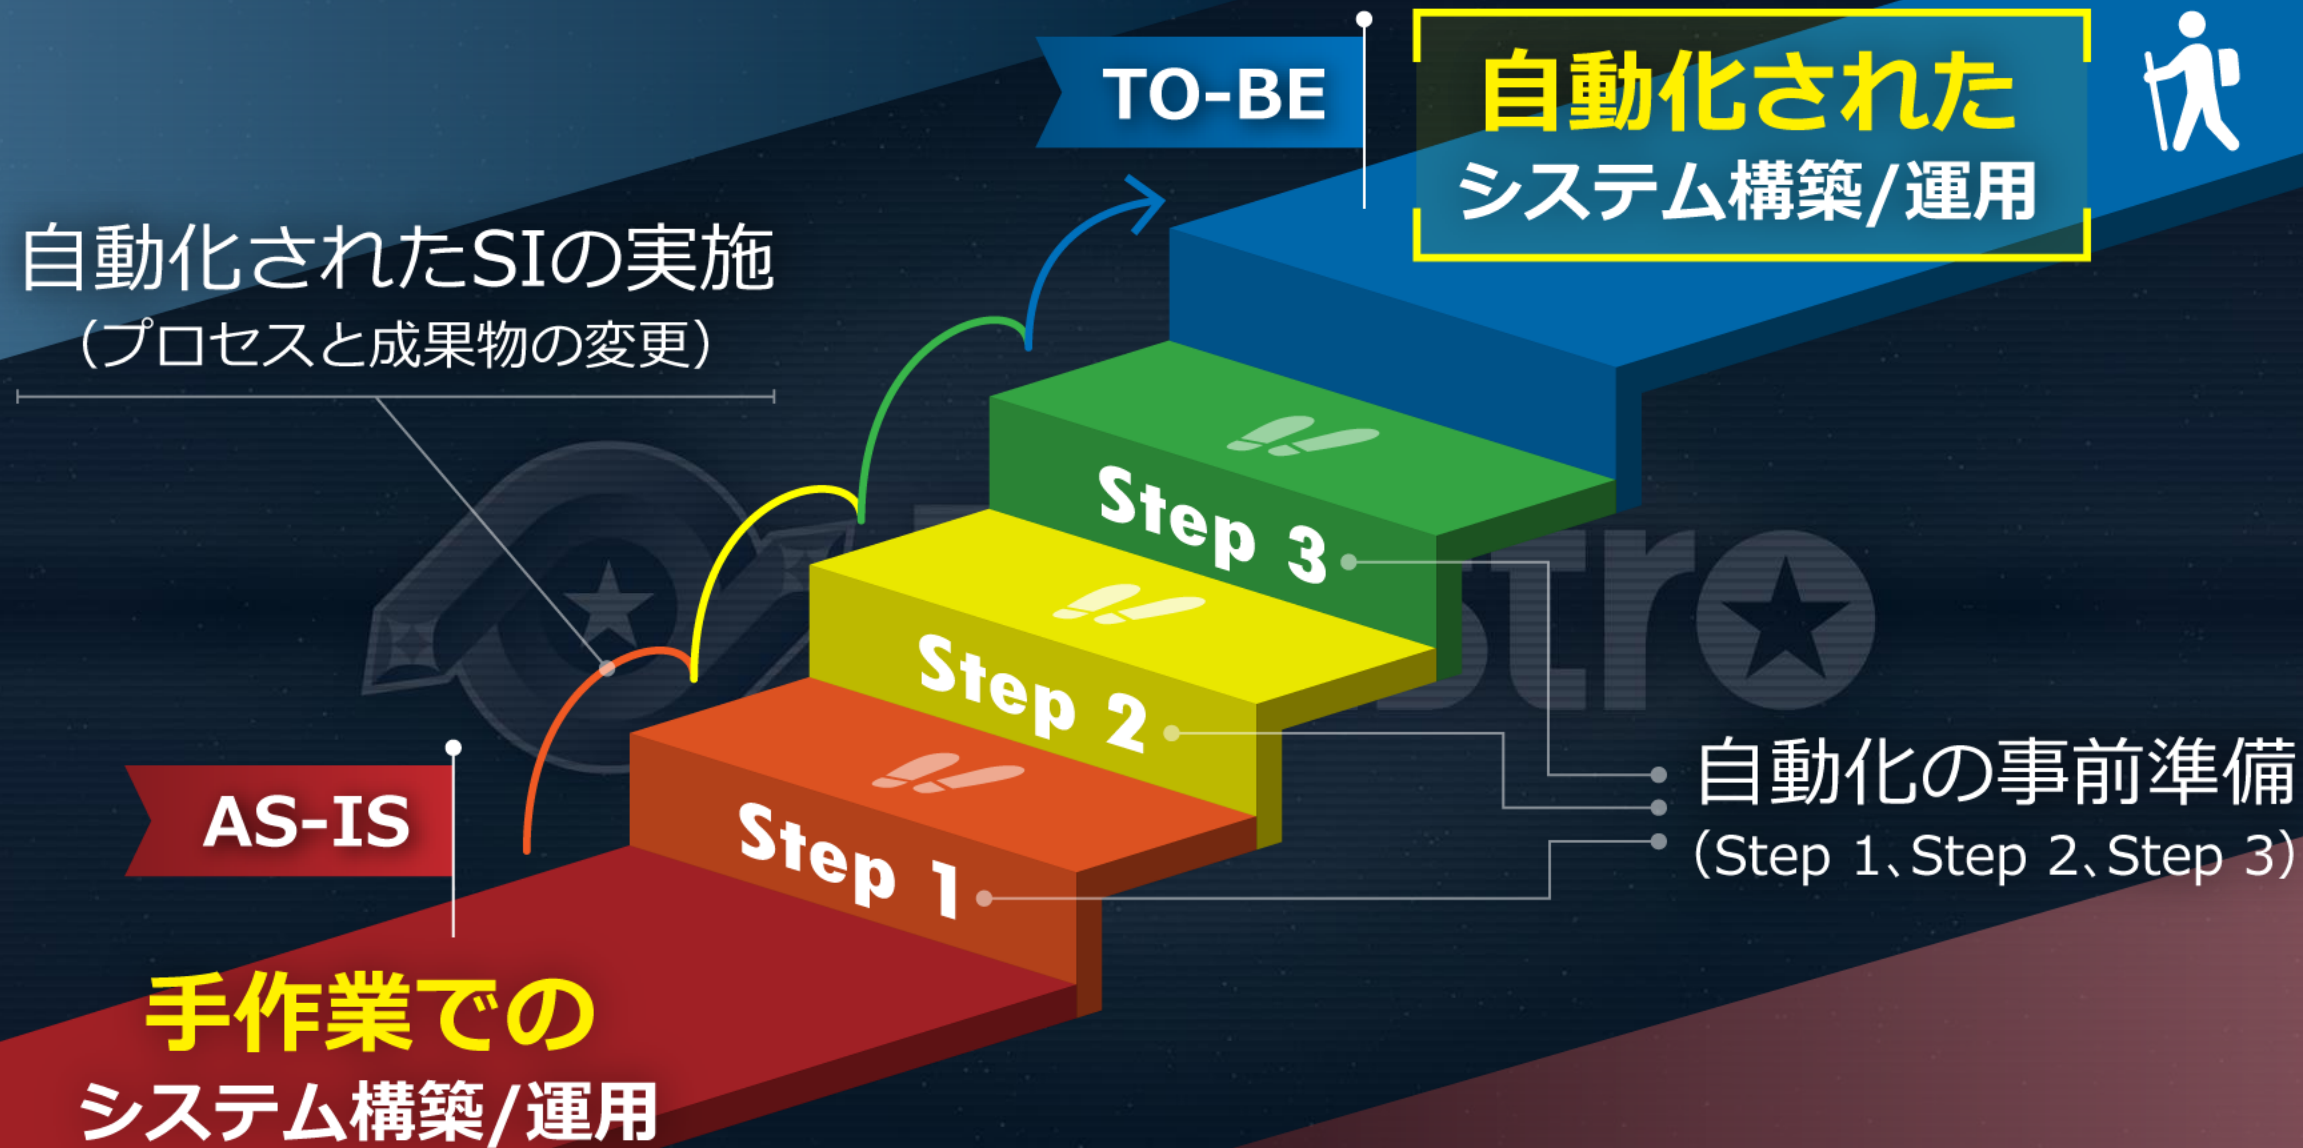 TO-BE
自動化された
システム構築/運用
自動化されたSIの実施
（プロセスと成果物の変更）
Step 3
Step 2
Step 1
自動化の事前準備
（Step 1、Step 2、Step 3）
AS-IS
手作業での
システム構築/運用